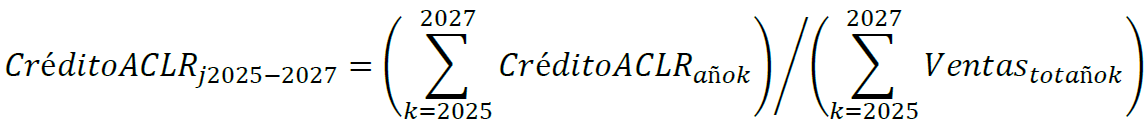 CréditoACLR_{j2025−2027} = (∑_{k=2025}^{2027} CréditoACLR_{añok}) / (∑_{k=2025}^{2027} Ventas_{totañok})